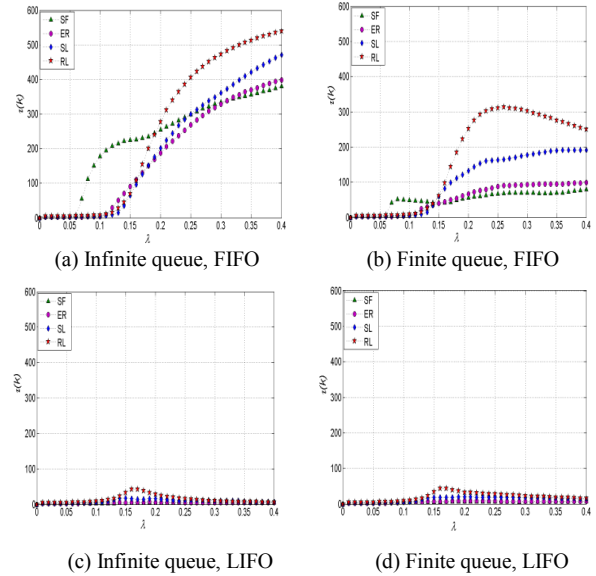 600
500
400
300
200
100
0
τ(k)
SF
ER
SL
RL
0 0.05 0.1 0.15 0.2 0.25 0.3 0.35 0.4
λ
(a) Infinite queue, FIFO
600
500
400
300
200
100
0
τ(k)
SF
ER
SL
RL
0 0.05 0.1 0.15 0.2 0.25 0.3 0.35 0.4
λ
(b) Finite queue, FIFO
600
500
400
300
200
100
0
τ(k)
SF
ER
SL
RL
0 0.05 0.1 0.15 0.2 0.25 0.3 0.35 0.4
λ
(c) Infinite queue, LIFO
600
500
400
300
200
100
0
τ(k)
SF
ER
SL
RL
0 0.05 0.1 0.15 0.2 0.25 0.3 0.35 0.4
λ
(d) Finite queue, LIFO